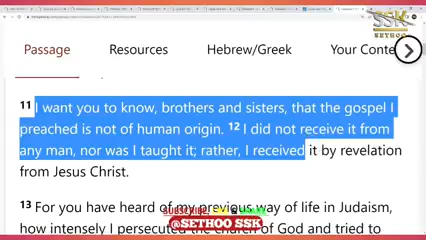 SSK
SETHOO
Passage Resources Hebrew/Greek Your Conte
11 I want you to know, brothers and sisters, that the gospel I
preached is not of human origin. 12 I did not receive it from
any man, nor was I taught it; rather, I received it by revelation
from Jesus Christ.
13 For you have heard of my previous way of life in Judaism,
how intensely I persecuted the church of God and tried to
SUBSCRIBE
@SETHOO SSK